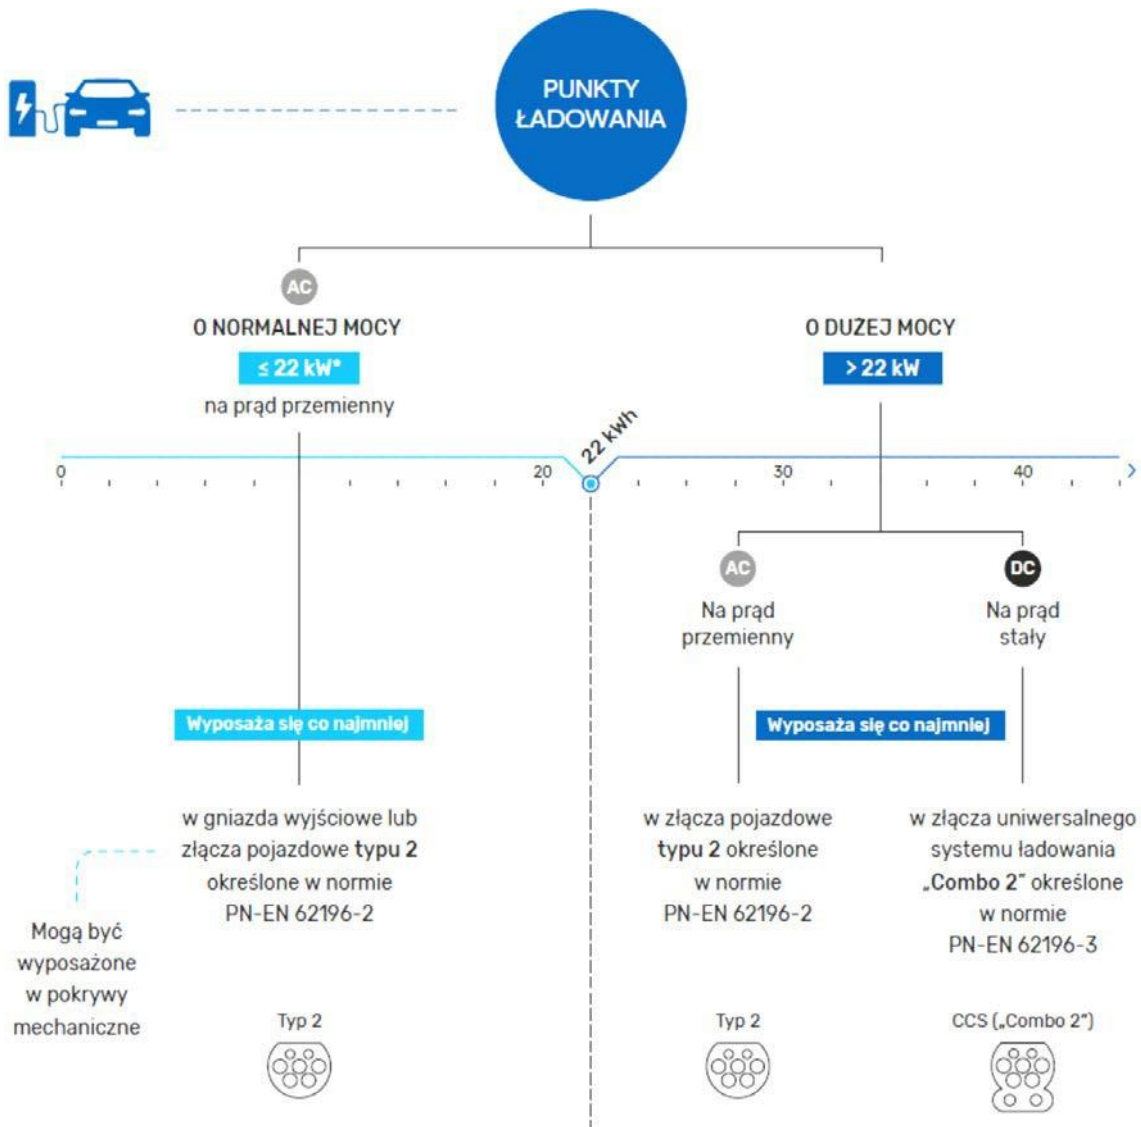 PUNKTY
ŁADOWANIA
AC
O NORMALNEJ MOCY
≤ 22 kW*
na prąd przemienny
O DUŻEJ MOCY
> 22 kW
22 kWh
0
20
30
40
AC
Na prąd
przemienny
DC
Na prąd
stały
Wyposaża się co najmniej
Wyposaża się co najmniej
w gniazda wyjściowe lub
złącza pojazdowe typu 2
określone w normie
PN-EN 62196-2
Mogą być
wyposażone
w pokrywy
mechaniczne
Typ 2
w złącza pojazdowe
typu 2 określone
w normie
PN-EN 62196-2
Typ 2
w złącza uniwersalnego
systemu ładowania
„Combo 2” określone
w normie
PN-EN 62196-3
CCS („Combo 2”)